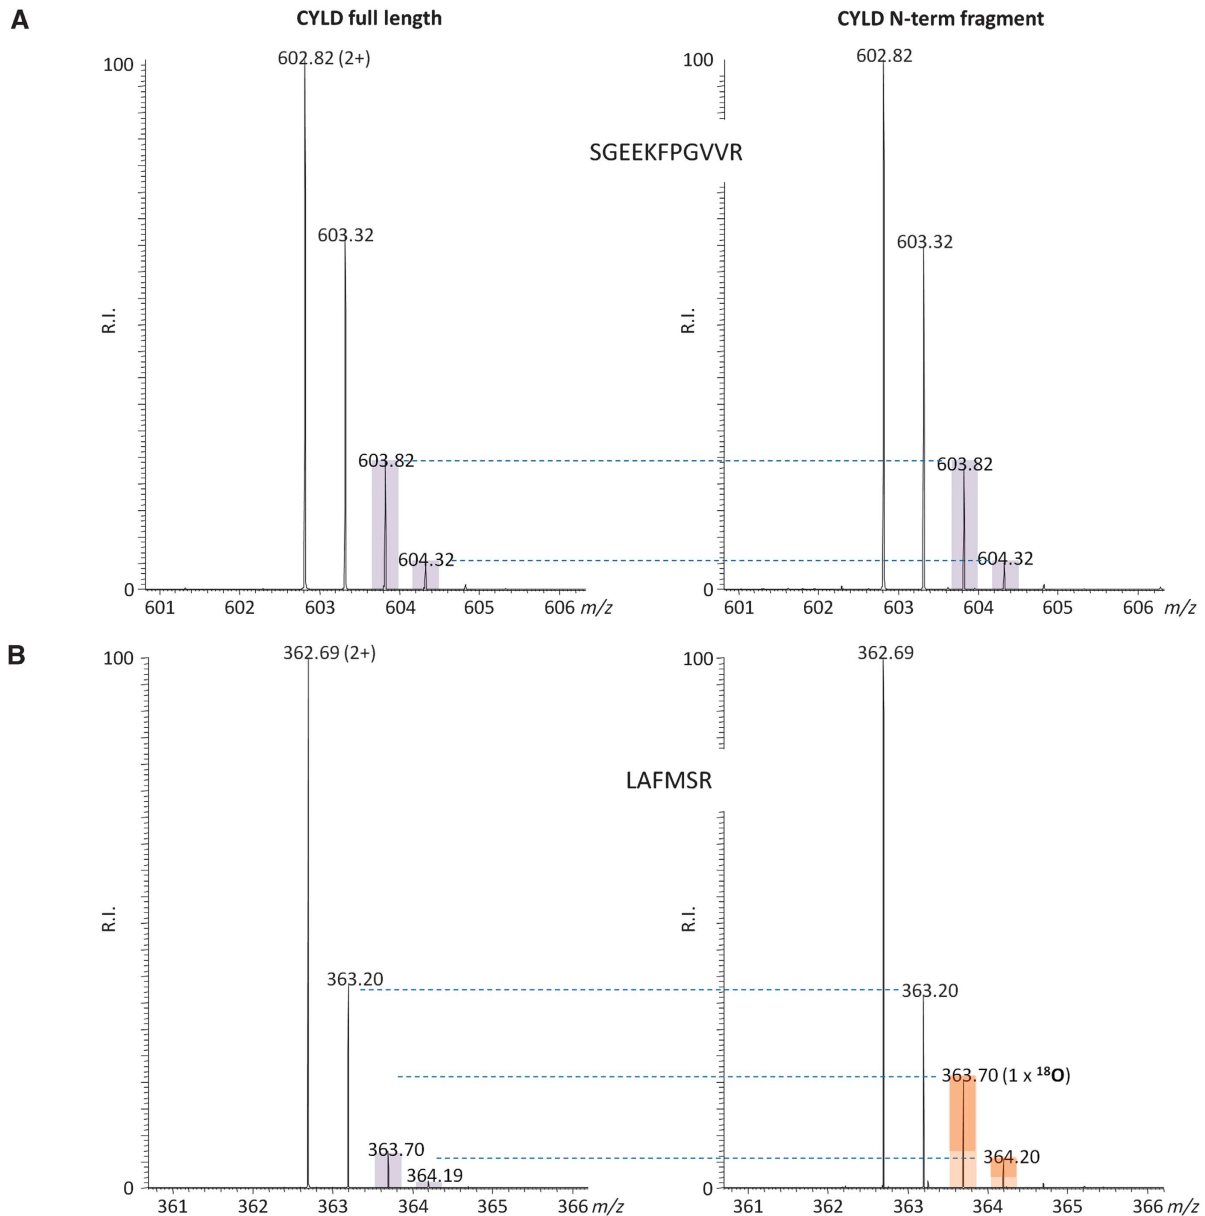 A
CYLD full length
CYLD N-term fragment
602.82 (2+)
602.82
100
100
SGEEKFPGVVR
603.32
603.32
R.I.
R.I.
603.82
603.82
604.32
604.32
0
0
601 602 603 604 605 606 m/z
601 602 603 604 605 606 m/z
B
362.69 (2+)
362.69
100
100
LAFMSR
R.I.
R.I.
363.20
363.20
363.70 (1 x ¹⁸O)
363.70
364.20
364.19
0
0
361 362 363 364 365 366 m/z
361 362 363 364 365 366 m/z